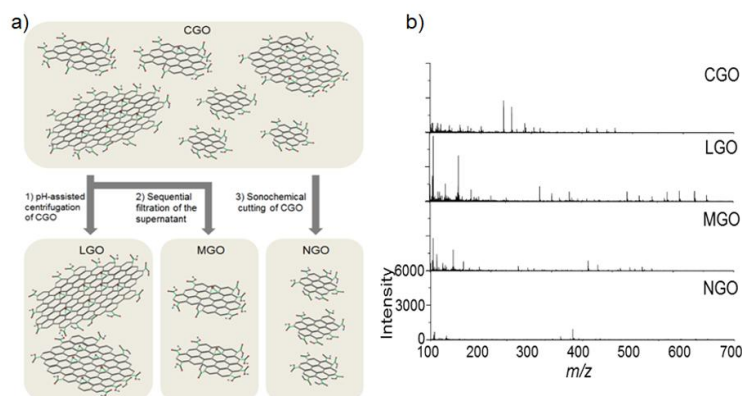 a)
CGO
1) pH-assisted
centrifugation
of CGO
2) Sequential
filtration of the
supernatant
3) Sonochemical
cutting of CGO
LGO
MGO
NGO
b)
CGO
LGO
MGO
NGO
Intensity
6000
3000
0
100 200 300 400 500 600 700
m/z